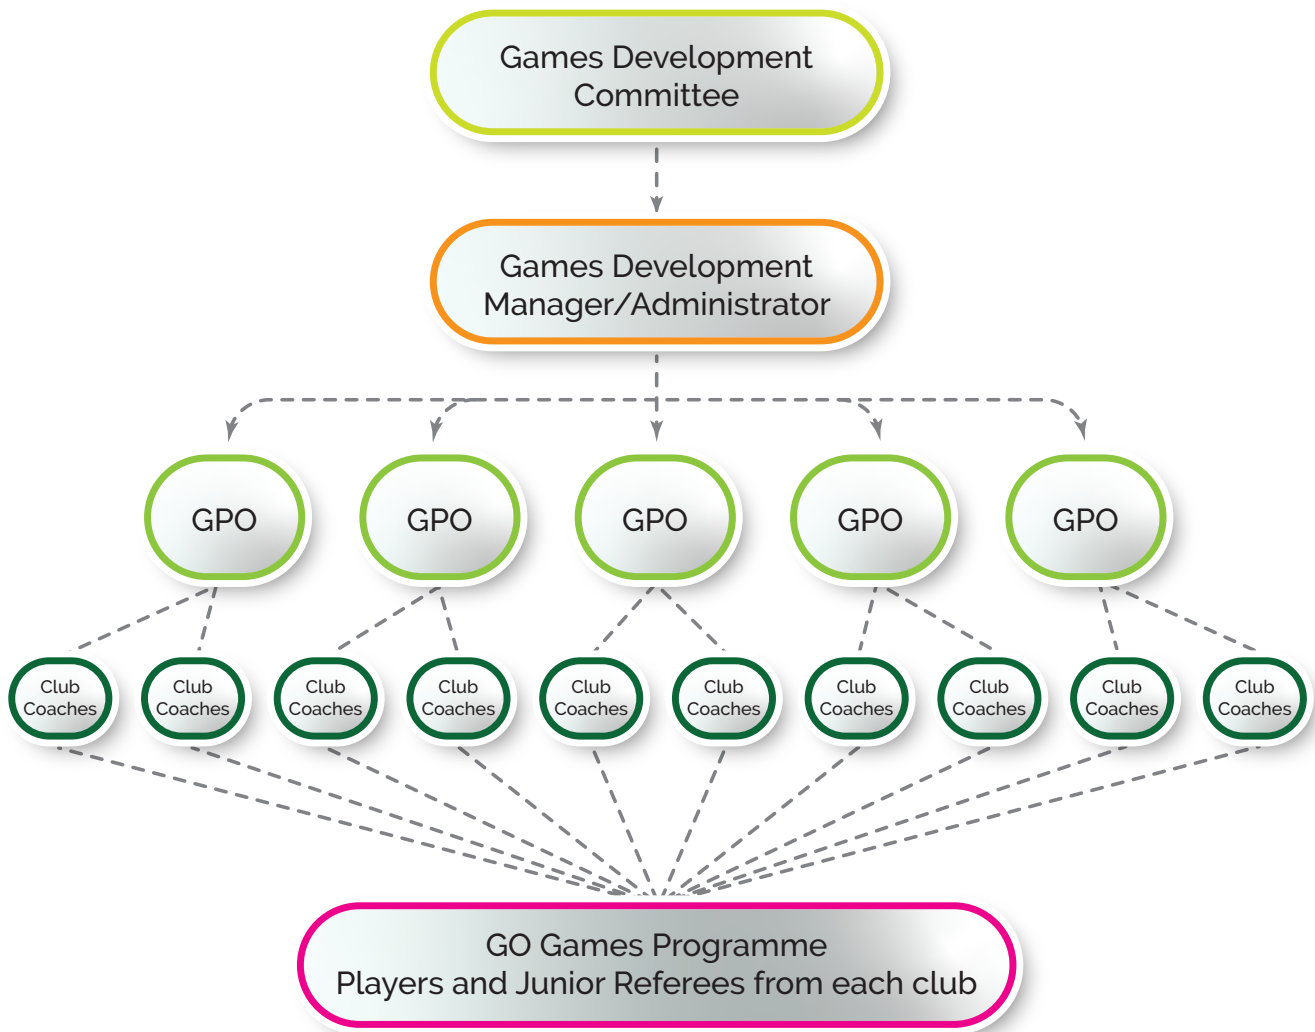 Games Development
Committee
Games Development
Manager/Administrator
GPO
GPO
GPO
GPO
GPO
Club
Coaches
Club
Coaches
Club
Coaches
Club
Coaches
Club
Coaches
Club
Coaches
Club
Coaches
Club
Coaches
Club
Coaches
Club
Coaches
GO Games Programme
Players and Junior Referees from each club